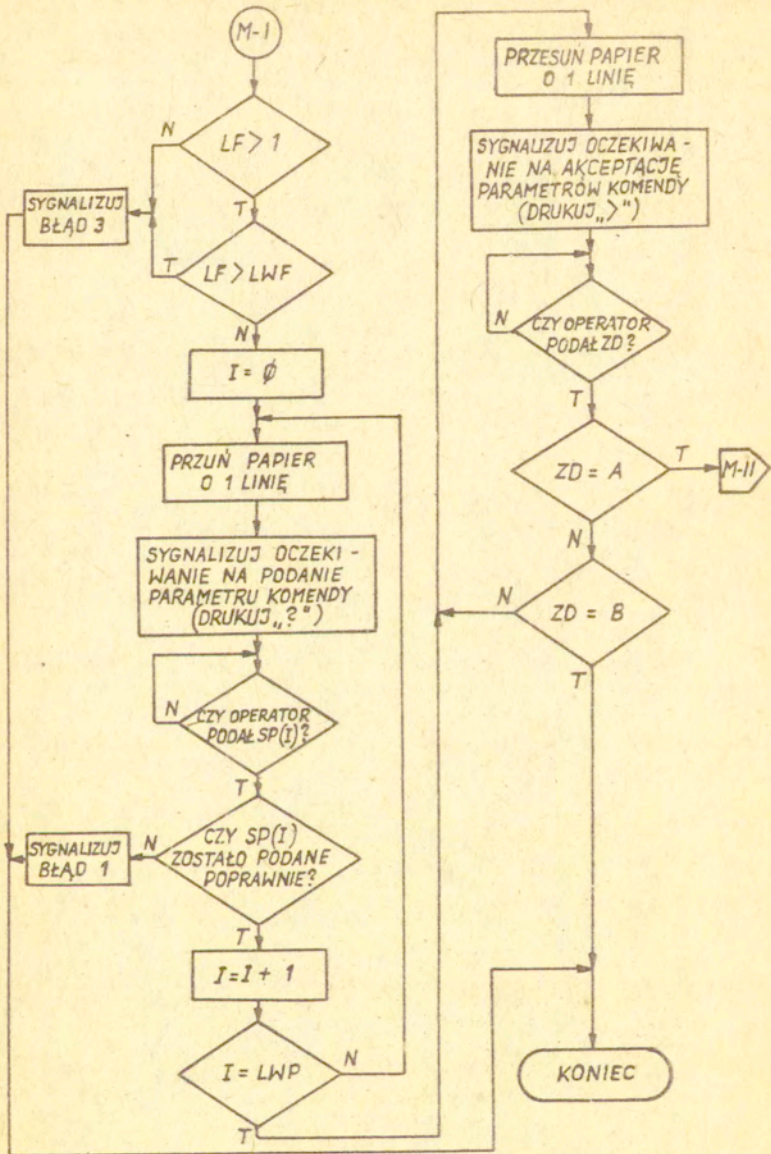 M-I
N
LF > 1
T
SYGNALIZUJ
BŁĄD 3
T
LF > LWF
N
I = ∅
PRZUŃ PAPIER
O 1 LINIĘ
SYGNALIZUJ OCZEKI -
WANIE NA PODANIE
PARAMETRU KOMENDY
(DRUKUJ „?")
N
CZY OPERATOR
PODAŁ SP(I)?
T
SYGNALIZUJ
BŁĄD 1
N
CZY SP(I)
ZOSTAŁO PODANE
POPRAWNIE?
T
I=I + 1
I = LWP
N
T
PRZESUŃ PAPIER
O 1 LINIĘ
SYGNALIZUJ OCZEKIWA -
NIE NA AKCEPTACJĘ
PARAMETRÓW KOMENDY
(DRUKUJ „>")
N
CZY OPERATOR
PODAŁ ZD?
T
ZD = A
T
M-II
N
N
ZD = B
T
KONIEC